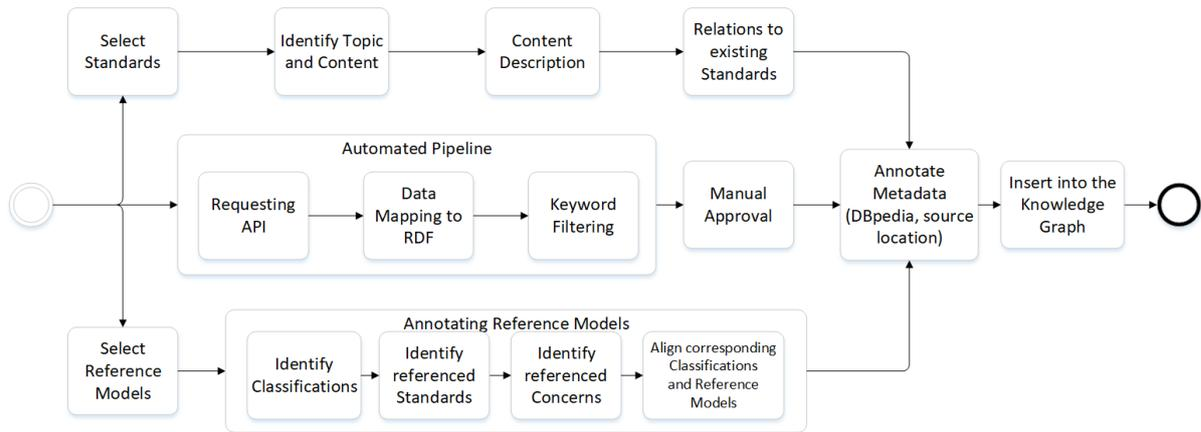 Select
Standards
Identify Topic
and Content
Content
Description
Relations to
existing
Standards
Automated Pipeline
Requesting
API
Data
Mapping to
RDF
Keyword
Filtering
Manual
Approval
Annotate
Metadata
(DBpedia, source
location)
Insert into the
Knowledge
Graph
Select
Reference
Models
Annotating Reference Models
Identify
Classifications
Identify
referenced
Standards
Identify
referenced
Concerns
Align corresponding
Classifications
and Reference
Models